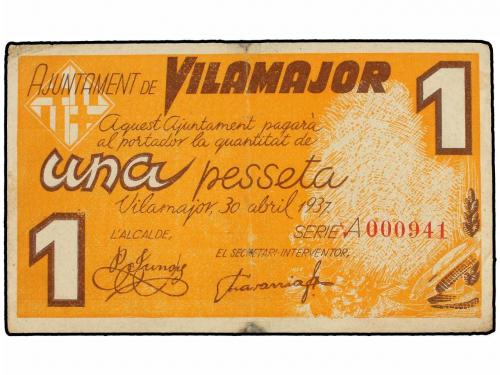 AJUNTAMENT DE VILAMAJOR
1
Aquest Ajuntament pagarà
al portador la quantitat de
una pesseta
Vilamajor, 30 abril 1937.
SERIE A 000941
1
L'ALCALDE,
EL SECRETARI INTERVENTOR,